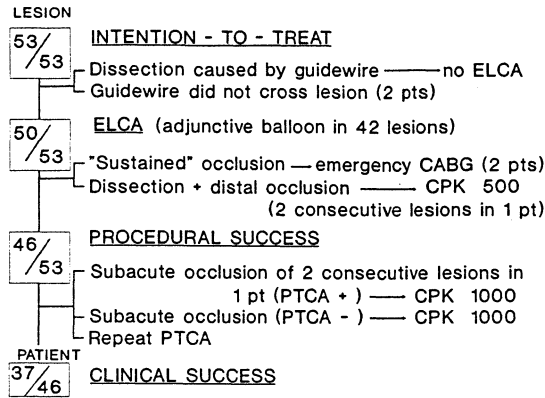 LESION
53/53 INTENTION - TO - TREAT
Dissection caused by guidewire —— no ELCA
Guidewire did not cross lesion (2 pts)
50/53 ELCA (adjunctive balloon in 42 lesions)
"Sustained" occlusion — emergency CABG (2 pts)
Dissection + distal occlusion —— CPK 500
(2 consecutive lesions in 1 pt)
46/53 PROCEDURAL SUCCESS
Subacute occlusion of 2 consecutive lesions in
1 pt (PTCA + ) —— CPK 1000
Subacute occlusion (PTCA - ) —— CPK 1000
Repeat PTCA
PATIENT
37/46 CLINICAL SUCCESS